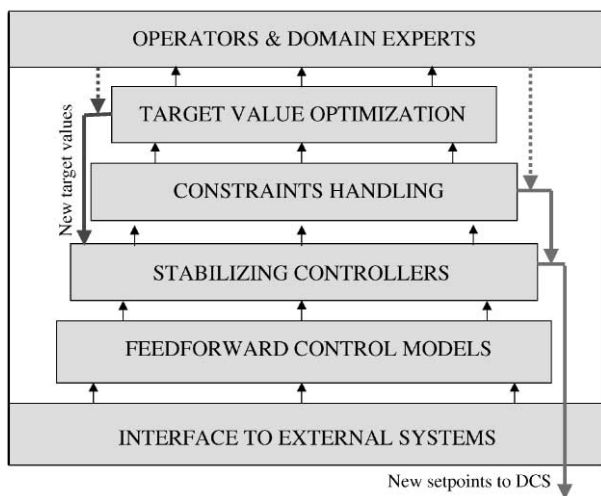 OPERATORS & DOMAIN EXPERTS
New target values
TARGET VALUE OPTIMIZATION
CONSTRAINTS HANDLING
STABILIZING CONTROLLERS
FEEDFORWARD CONTROL MODELS
INTERFACE TO EXTERNAL SYSTEMS
New setpoints to DCS